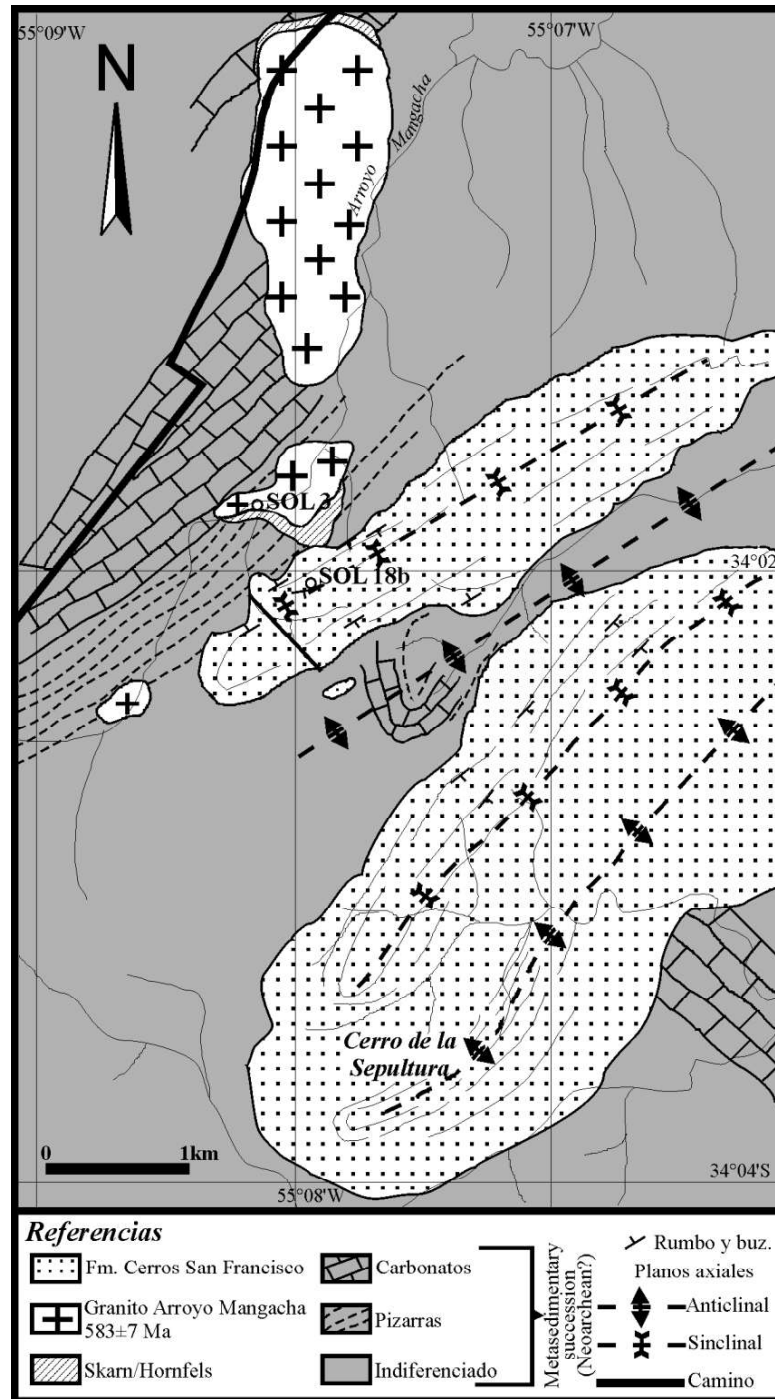 55°09'W
55°07'W
N
Arroyo Mangacha
SOL 3
34°02'
SOL 18b
Cerro de la
Sepultura
0
1km
55°08'W
34°04'S
Referencias
Fm. Cerros San Francisco
Granito Arroyo Mangacha
583±7 Ma
Skarn/Hornfels
Carbonatos
Pizarras
Indiferenciado
Metasedimentary
succession
(Neoarchean?)
Rumbo y buz.
Planos axiales
Anticlinal
Sinclinal
Camino